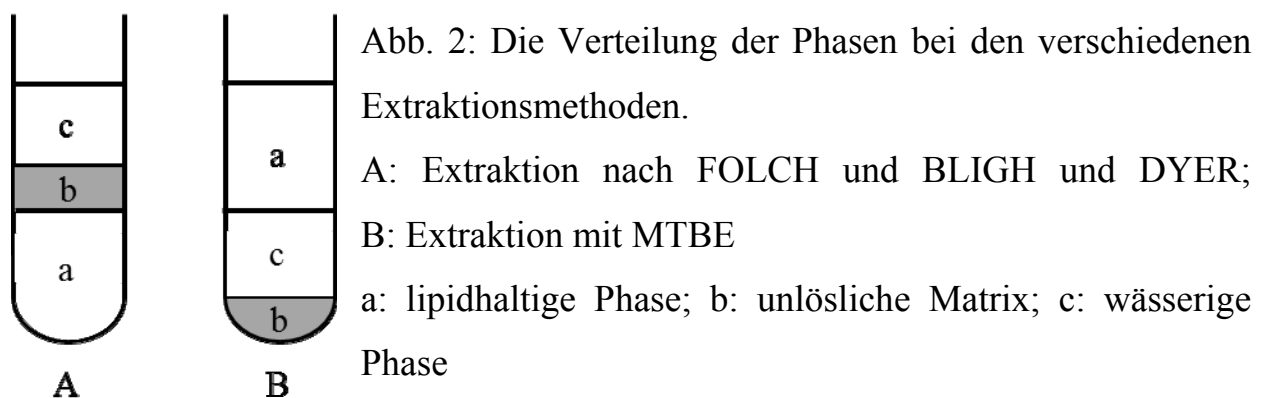 c
b
a
A
a
c
b
B
Abb. 2: Die Verteilung der Phasen bei den verschiedenen
Extraktionsmethoden.
A: Extraktion nach FOLCH und BLIGH und DYER;
B: Extraktion mit MTBE
a: lipidhaltige Phase; b: unlösliche Matrix; c: wässerige
Phase